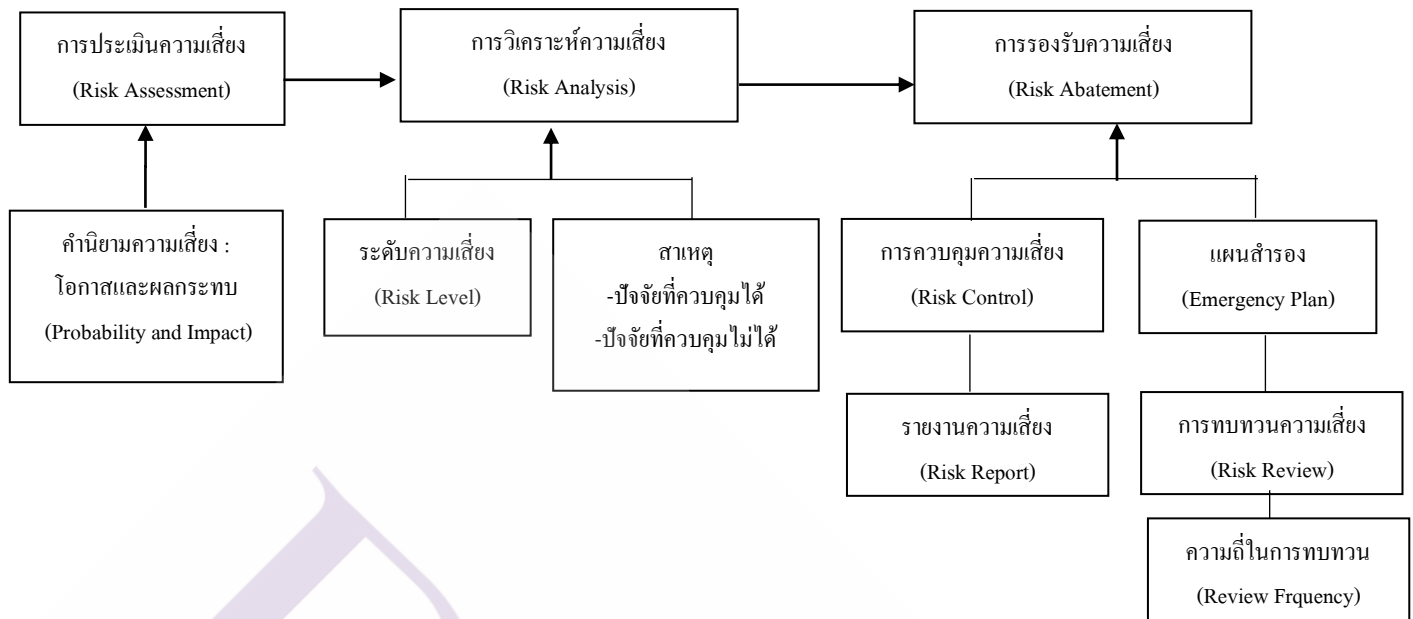 การประเมินความเสี่ยง
(Risk Assessment)
การวิเคราะห์ความเสี่ยง
(Risk Analysis)
การรองรับความเสี่ยง
(Risk Abatement)
คำนิยามความเสี่ยง :
โอกาสและผลกระทบ
(Probability and Impact)
ระดับความเสี่ยง
(Risk Level)
สาเหตุ
-ปัจจัยที่ควบคุมได้
-ปัจจัยที่ควบคุมไม่ได้
การควบคุมความเสี่ยง
(Risk Control)
แผนสำรอง
(Emergency Plan)
รายงานความเสี่ยง
(Risk Report)
การทบทวนความเสี่ยง
(Risk Review)
ความถี่ในการทบทวน
(Review Frquency)